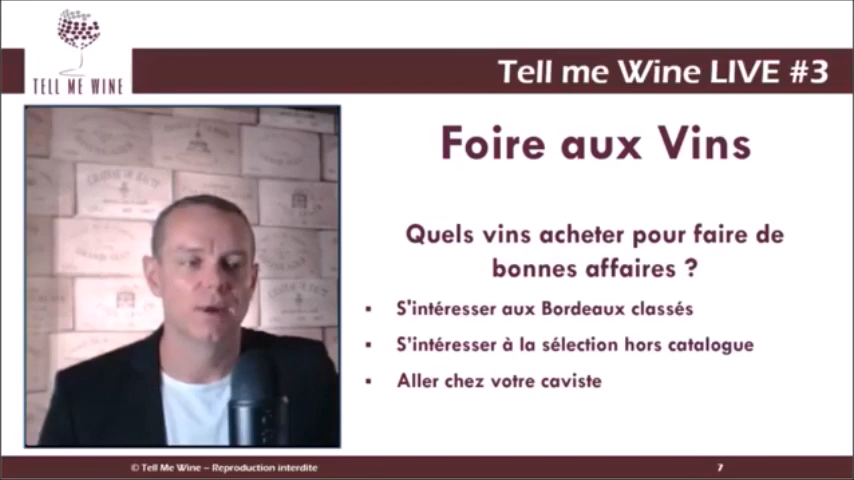 TELL ME WINE
Tell me Wine LIVE #3
Foire aux Vins
Quels vins acheter pour faire de
bonnes affaires ?
▪ S'intéresser aux Bordeaux classés
▪ S'intéresser à la sélection hors catalogue
▪ Aller chez votre caviste
© Tell Me Wine – Reproduction interdite
7